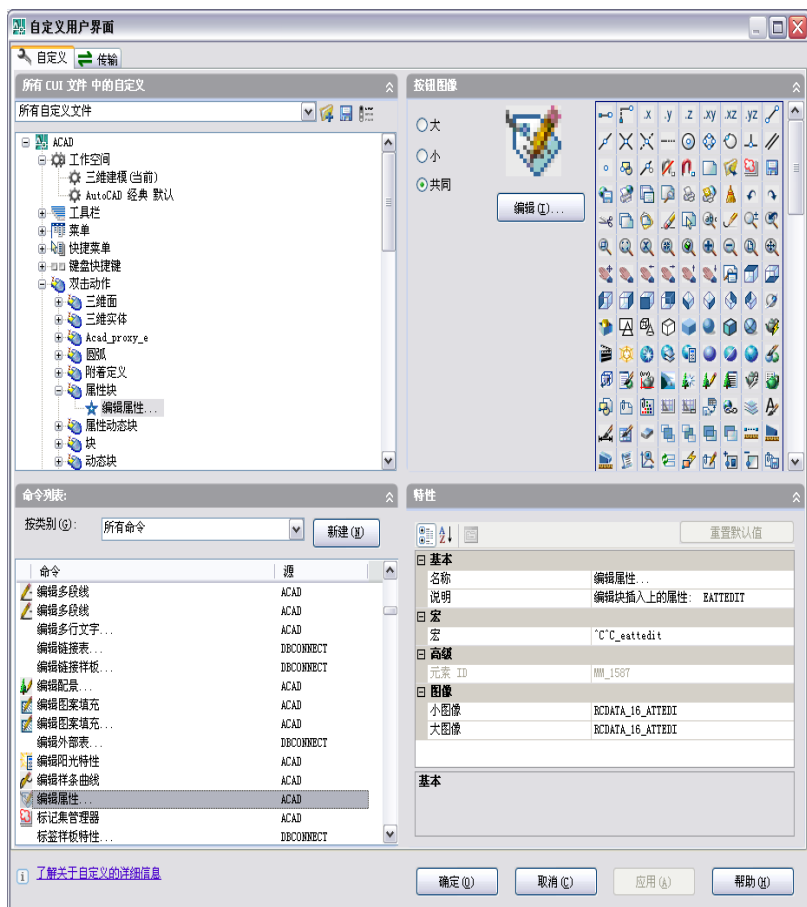 自定义用户界面
自定义 传输
所有 CUI 文件 中的自定义
所有自定义文件
ACAD
工作空间
三维建模(当前)
AutoCAD 经典 默认
工具栏
菜单
快捷菜单
键盘快捷键
双击动作
三维面
三维实体
Acad_proxy_e
圆弧
附着定义
属性块
编辑属性...
属性动态块
块
动态块
按钮图像
大
小
共同
编辑(I)...
.x .y .z .xy .xz .yz
命令列表:
按类别(G): 所有命令 新建(N)
命令 源
编辑多段线 ACAD
编辑多段线 ACAD
编辑多行文字... ACAD
编辑链接表... DBCONNECT
编辑链接样板... DBCONNECT
编辑配景... ACAD
编辑图案填充 ACAD
编辑图案填充... ACAD
编辑外部表... DBCONNECT
编辑阳光特性 ACAD
编辑样条曲线 ACAD
编辑属性... ACAD
标记集管理器 ACAD
标签样板特性... DBCONNECT
特性
重置默认值
基本
名称 编辑属性...
说明 编辑块插入上的属性: EATTEDIT
宏
宏 ^C^C_eattedit
高级
元素 ID MM_1587
图像
小图像 RCDATA_16_ATTEDI
大图像 RCDATA_16_ATTEDI
基本
了解关于自定义的详细信息
确定(O) 取消(C) 应用(A) 帮助(H)